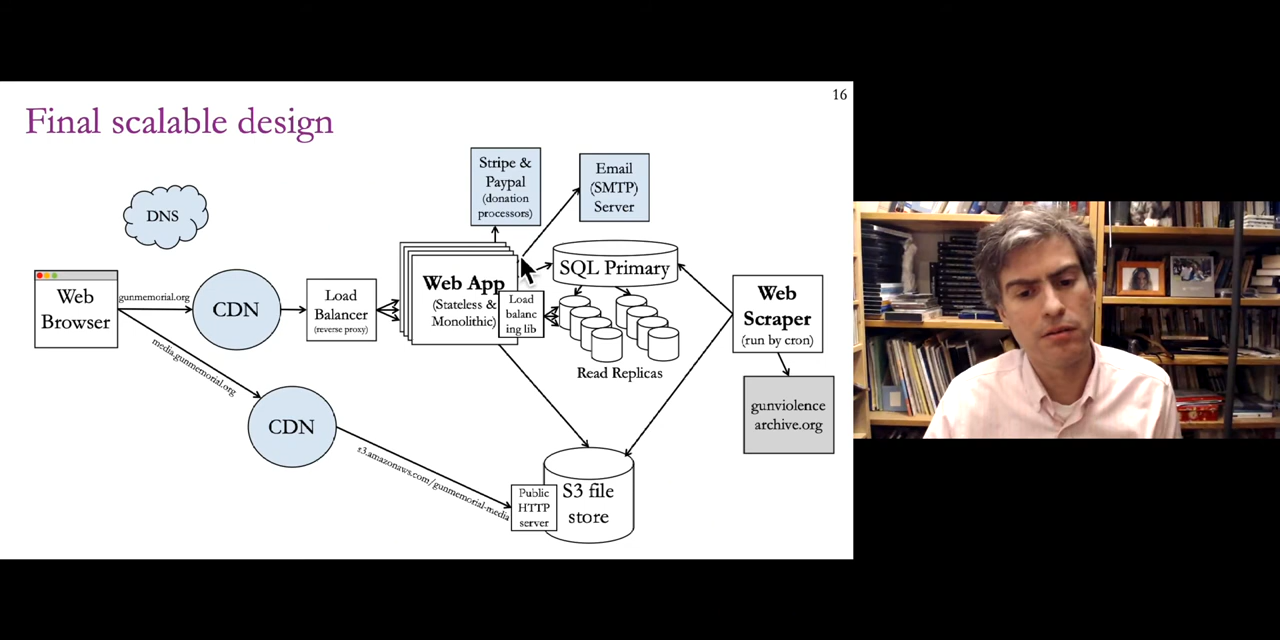 16
Final scalable design
DNS
Stripe &
Paypal
(donation
processors)
Email
(SMTP)
Server
Web
Browser
gunmemorial.org
CDN
Load
Balancer
(reverse proxy)
Web App
(Stateless &
Monolithic)
Load
balanc
ing lib
SQL Primary
Read Replicas
Web
Scraper
(run by cron)
gunviolence
archive.org
media.gunmemorial.org
CDN
s3.amazonaws.com/gunmemorial-media
Public
HTTP
server
S3 file
store